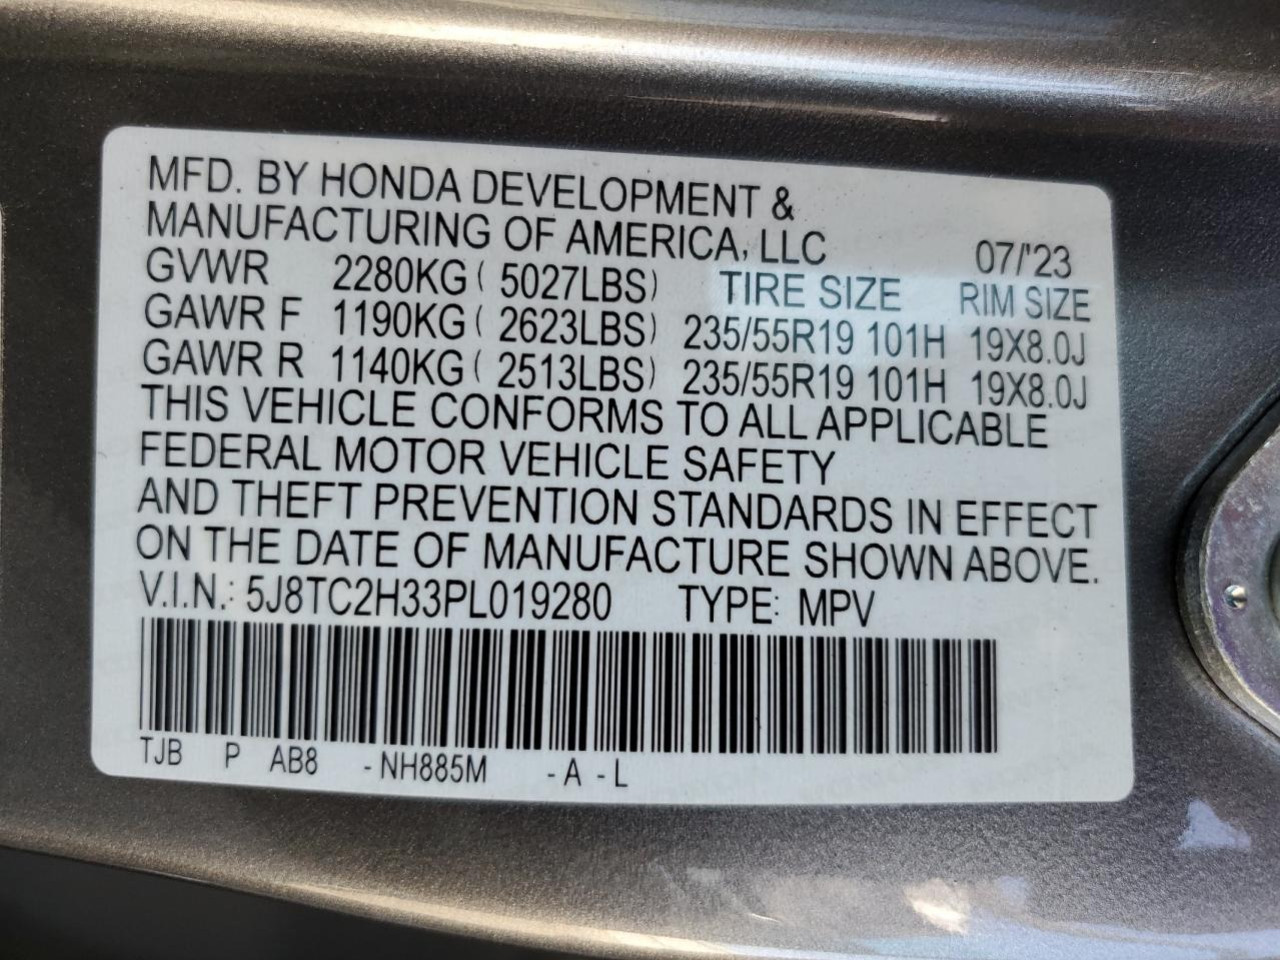 MFD. BY HONDA DEVELOPMENT &
MANUFACTURING OF AMERICA, LLC 07/'23
GVWR 2280KG ( 5027LBS) TIRE SIZE RIM SIZE
GAWR F 1190KG ( 2623LBS) 235/55R19 101H 19X8.0J
GAWR R 1140KG ( 2513LBS) 235/55R19 101H 19X8.0J
THIS VEHICLE CONFORMS TO ALL APPLICABLE
FEDERAL MOTOR VEHICLE SAFETY
AND THEFT PREVENTION STANDARDS IN EFFECT
ON THE DATE OF MANUFACTURE SHOWN ABOVE.
V.I.N.: 5J8TC2H33PL019280 TYPE: MPV
TJB P AB8 - NH885M - A - L